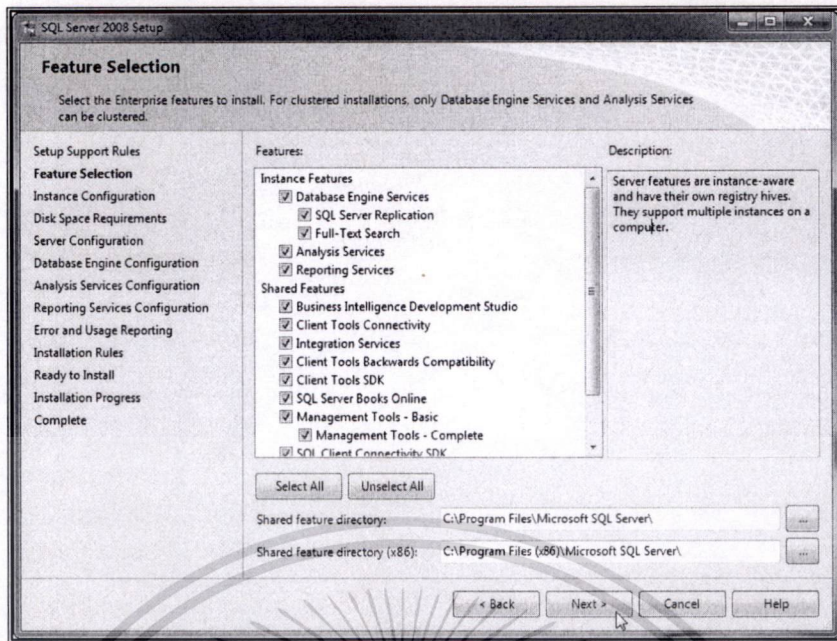 SQL Server 2008 Setup
Feature Selection
Select the Enterprise features to install. For clustered installations, only Database Engine Services and Analysis Services
can be clustered.
Setup Support Rules
Feature Selection
Instance Configuration
Disk Space Requirements
Server Configuration
Database Engine Configuration
Analysis Services Configuration
Reporting Services Configuration
Error and Usage Reporting
Installation Rules
Ready to Install
Installation Progress
Complete
Features:
Instance Features
Database Engine Services
SQL Server Replication
Full-Text Search
Analysis Services
Reporting Services
Shared Features
Business Intelligence Development Studio
Client Tools Connectivity
Integration Services
Client Tools Backwards Compatibility
Client Tools SDK
SQL Server Books Online
Management Tools - Basic
Management Tools - Complete
SQL Client Connectivity SDK
Description:
Server features are instance-aware
and have their own registry hives.
They support multiple instances on a
computer.
Select All
Unselect All
Shared feature directory:
C:\Program Files\Microsoft SQL Server\
...
Shared feature directory (x86):
C:\Program Files (x86)\Microsoft SQL Server\
...
< Back
Next >
Cancel
Help